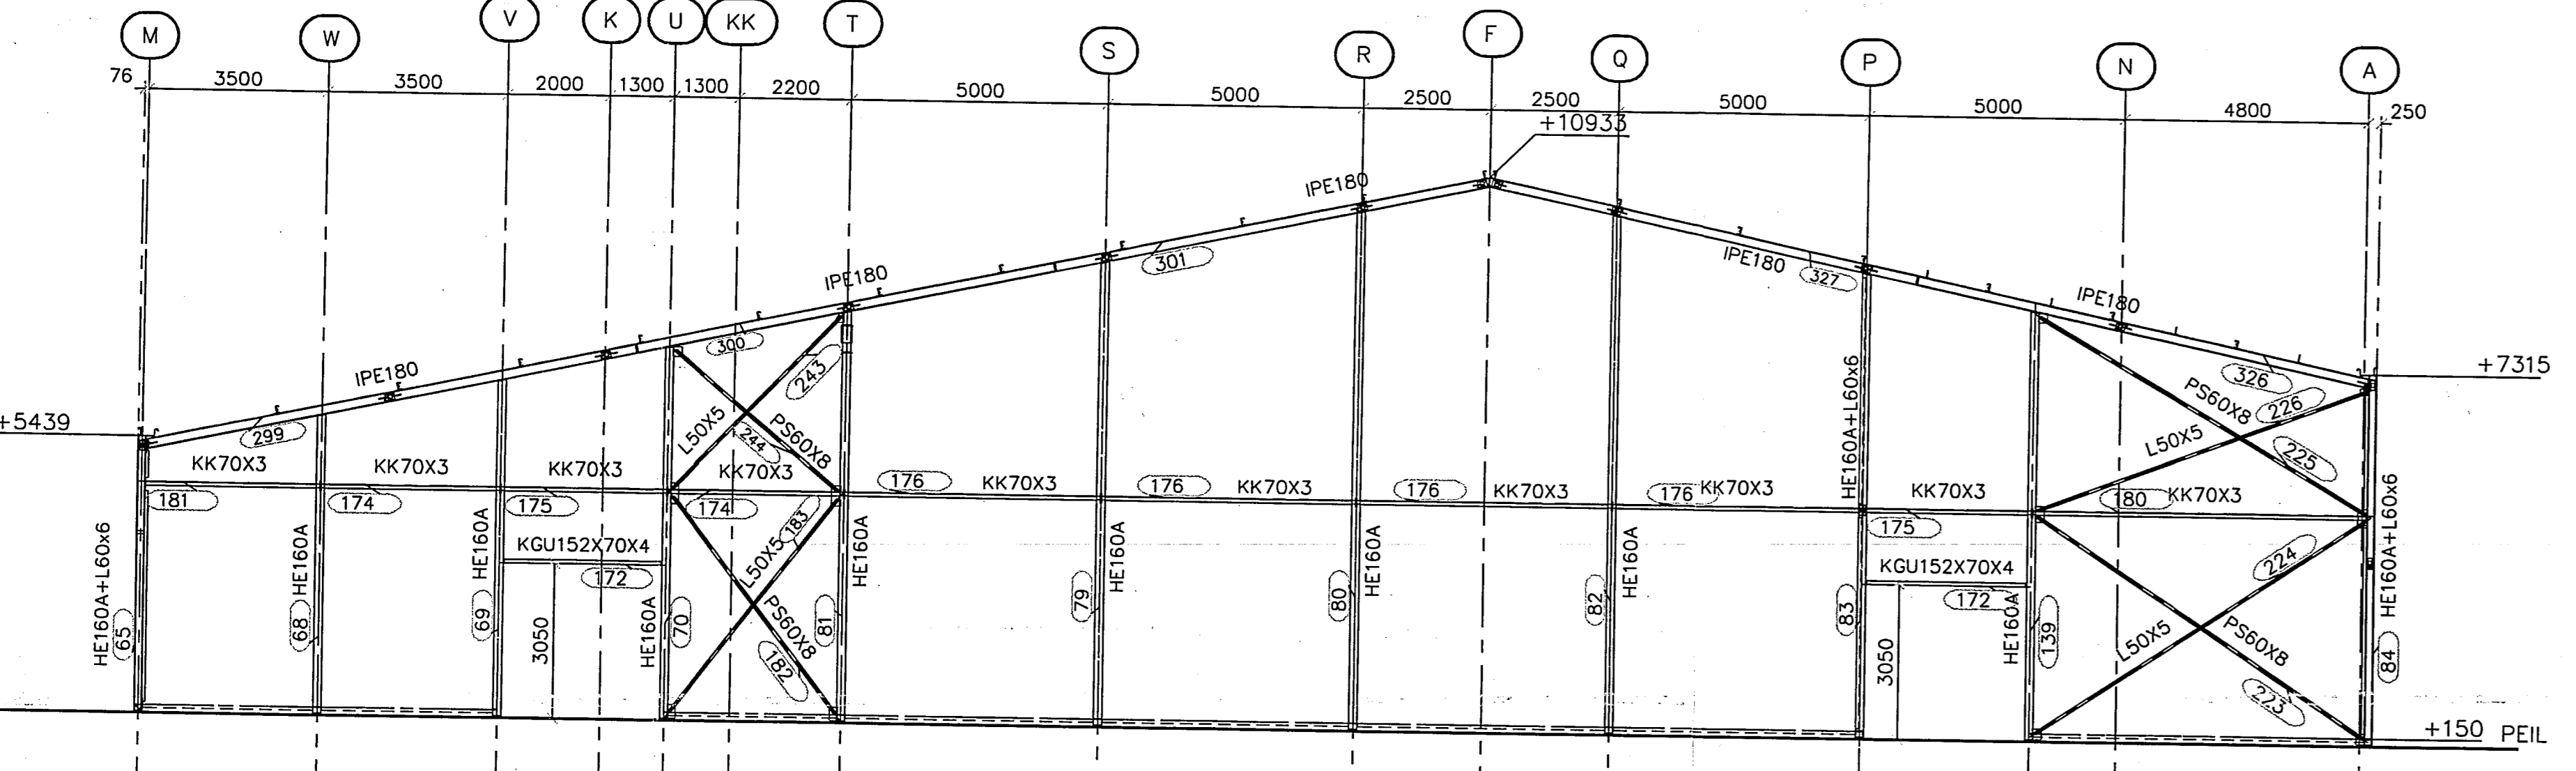 M W V K U KK T S R F Q P N A
76 3500 3500 2000 1300 1300 2200 5000 5000 2500 2500 5000 5000 4800 250
+10933
IPE180
IPE180
301
IPE180
327
IPE180
IPE180
300
243
+7315
326
+5439
299
L50X5
244
PS60X8
HE160A+L60x6
PS60X8
226
L50X5
225
KK70X3 KK70X3 KK70X3 KK70X3 KK70X3 KK70X3 KK70X3 KK70X3 KK70X3 KK70X3
181 174 175 174 183 176 176 176 176 175 180
HE160A+L60x6
65
HE160A
68
HE160A
69
KGU152X70X4
172
3050
HE160A
70
L50X5
PS60X8
182
81
HE160A
79
HE160A
80
HE160A
82
HE160A
83
KGU152X70X4
172
3050
HE160A
139
224
L50X5
PS60X8
223
HE160A+L60x6
84
+150 PEIL